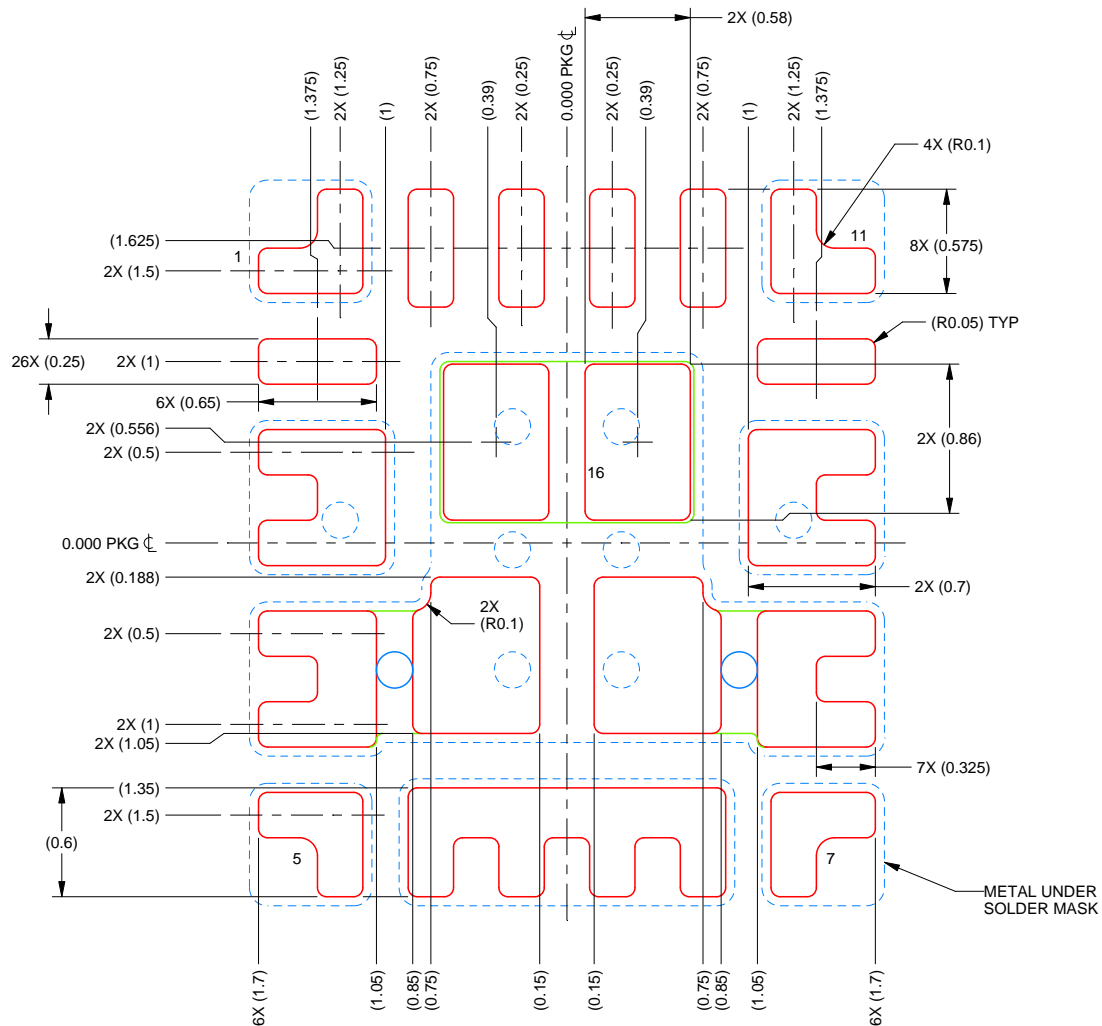 2X (0.58)
(1.375)
2X (1.25)
(1)
2X (0.75)
(0.39)
2X (0.25)
0.000 PKG ℄
2X (0.25)
(0.39)
2X (0.75)
(1)
2X (1.25)
(1.375)
4X (R0.1)
(1.625)
1
11
2X (1.5)
8X (0.575)
(R0.05) TYP
26X (0.25)
2X (1)
6X (0.65)
2X (0.556)
2X (0.5)
2X (0.86)
16
0.000 PKG ℄
2X (0.188)
2X (0.7)
2X
(R0.1)
2X (0.5)
2X (1)
2X (1.05)
7X (0.325)
(1.35)
2X (1.5)
(0.6)
5
7
METAL UNDER
SOLDER MASK
6X (1.7)
(1.05)
(0.85)
(0.75)
(0.15)
(0.15)
(0.75)
(0.85)
(1.05)
6X (1.7)